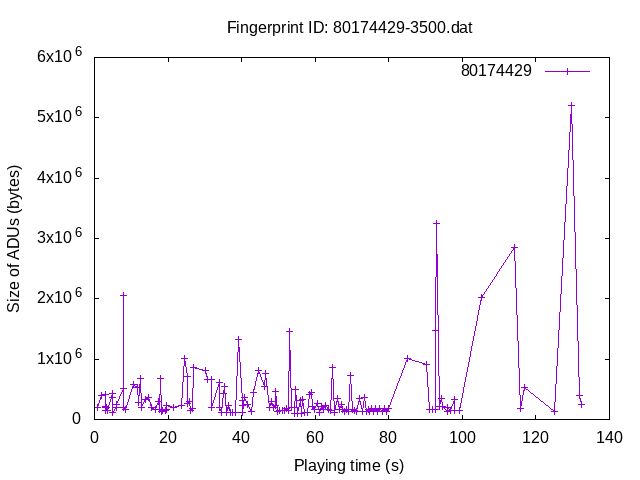 Fingerprint ID: 80174429-3500.dat
80174429
6x10^6
5x10^6
4x10^6
3x10^6
2x10^6
1x10^6
0
Size of ADUs (bytes)
0 20 40 60 80 100 120 140
Playing time (s)